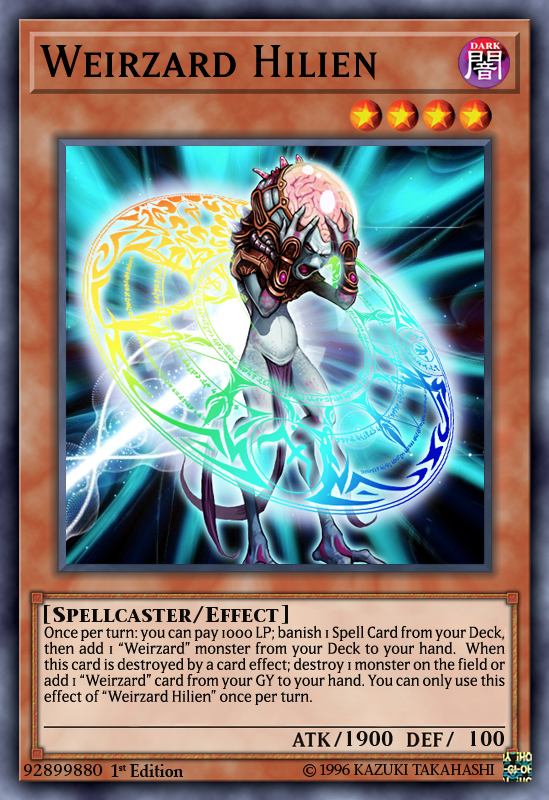 Weirzard Hilien
DARK
闇
[Spellcaster/Effect]
Once per turn: you can pay 1000 LP; banish 1 Spell Card from your Deck,
then add 1 “Weirzard” monster from your Deck to your hand. When
this card is destroyed by a card effect; destroy 1 monster on the field or
add 1 “Weirzard” card from your GY to your hand. You can only use this
effect of “Weirzard Hilien” once per turn.
ATK/1900 DEF/ 100
92899880 1st Edition © 1996 KAZUKI TAKAHASHI